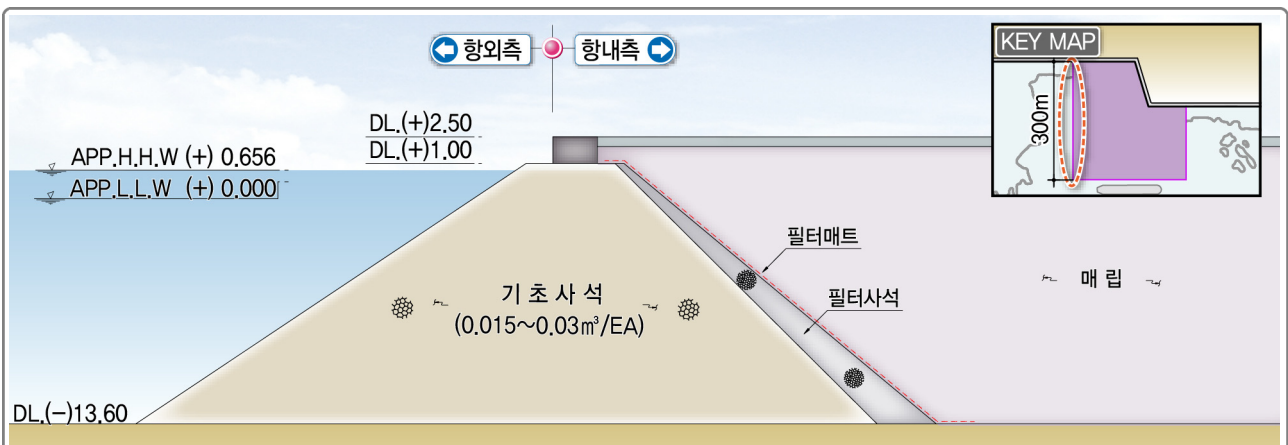 항외측
항내측
KEY MAP
300m
DL.(+)2.50
DL.(+)1.00
APP.H.H.W (+) 0.656
APP.L.L.W (+) 0.000
필터매트
필터사석
매 립
기 초 사 석
(0.015~0.03㎥/EA)
DL.(-)13.60